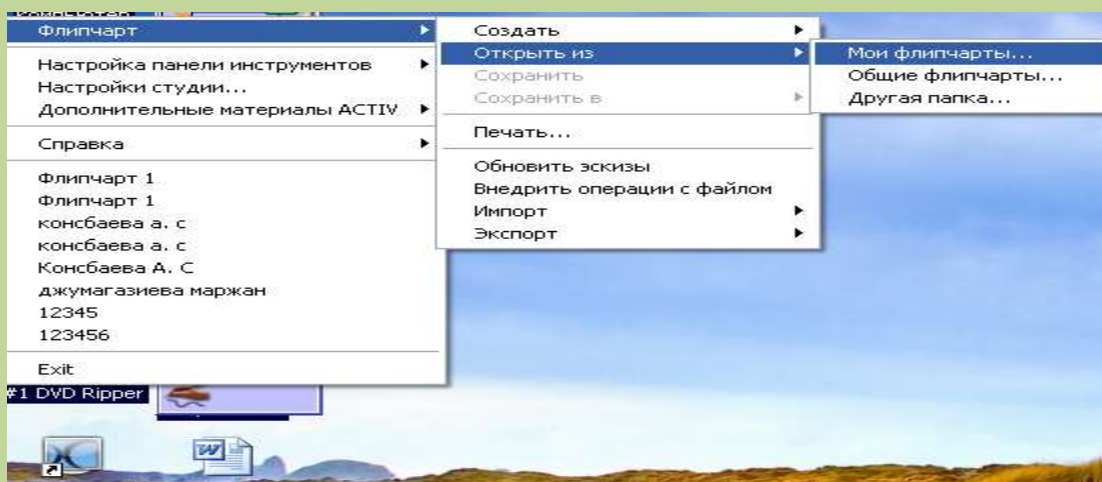 компьютер
Флипчарт
Настройка панели инструментов
Настройки студии...
Дополнительные материалы ACTIV
Справка
Флипчарт 1
Флипчарт 1
консбаева а. с
консбаева а. с
Консбаева А. С
джумагазиева маржан
12345
123456
Exit
Создать
Открыть из
Сохранить
Сохранить в
Печать...
Обновить эскизы
Внедрить операции с файлом
Импорт
Экспорт
Мои флипчарты...
Общие флипчарты...
Другая папка...
#1 DVD Ripper